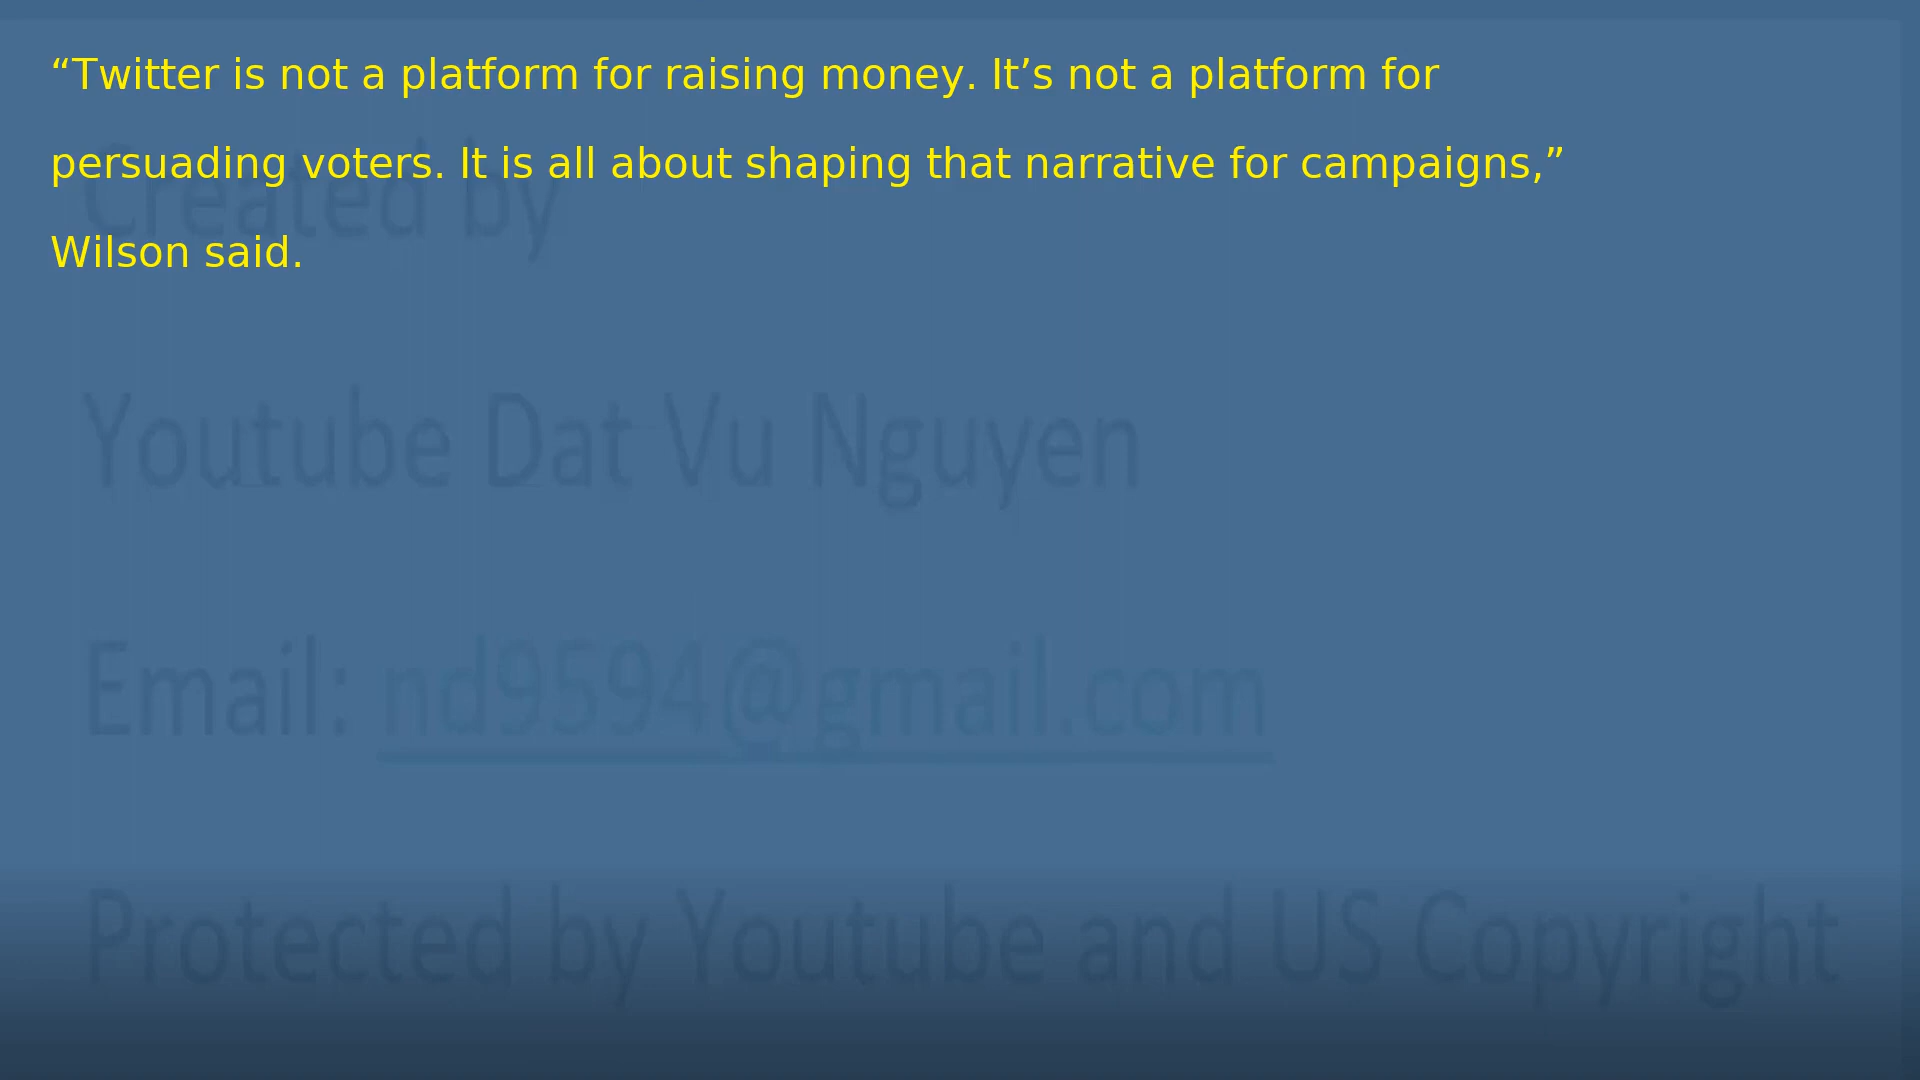 “Twitter is not a platform for raising money. It’s not a platform for
persuading voters. It is all about shaping that narrative for campaigns,”
Wilson said.
Created by
Youtube Dat Vu Nguyen
Email: nd9594@gmail.com
Protected by Youtube and US Copyright